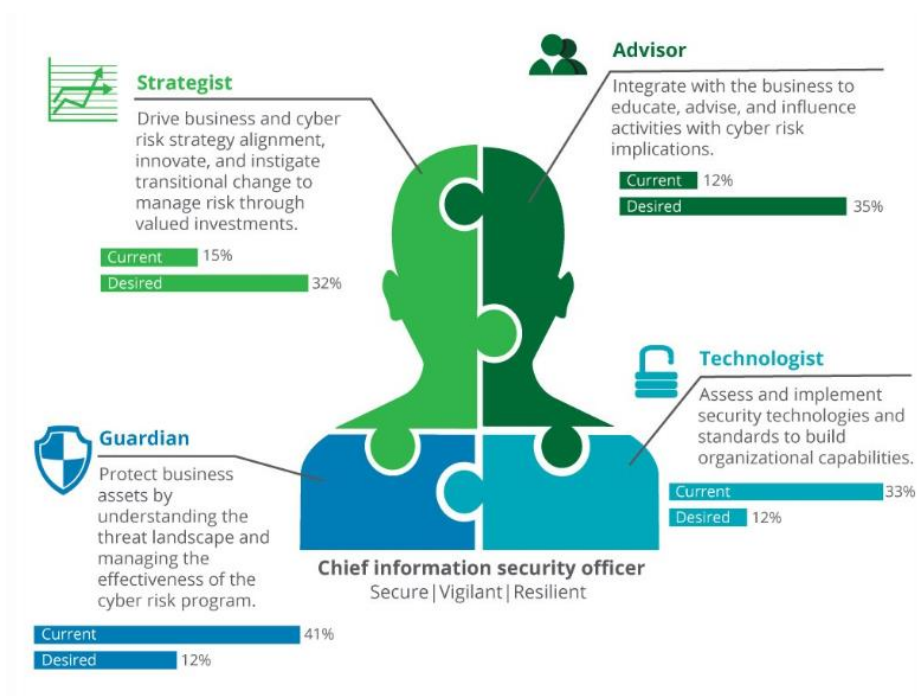 Strategist
Drive business and cyber
risk strategy alignment,
innovate, and instigate
transitional change to
manage risk through
valued investments.
Current 15%
Desired 32%
Advisor
Integrate with the business to
educate, advise, and influence
activities with cyber risk
implications.
Current 12%
Desired 35%
Guardian
Protect business
assets by
understanding the
threat landscape and
managing the
effectiveness of the
cyber risk program.
Current 41%
Desired 12%
Technologist
Assess and implement
security technologies and
standards to build
organizational capabilities.
Current 33%
Desired 12%
Chief information security officer
Secure|Vigilant|Resilient